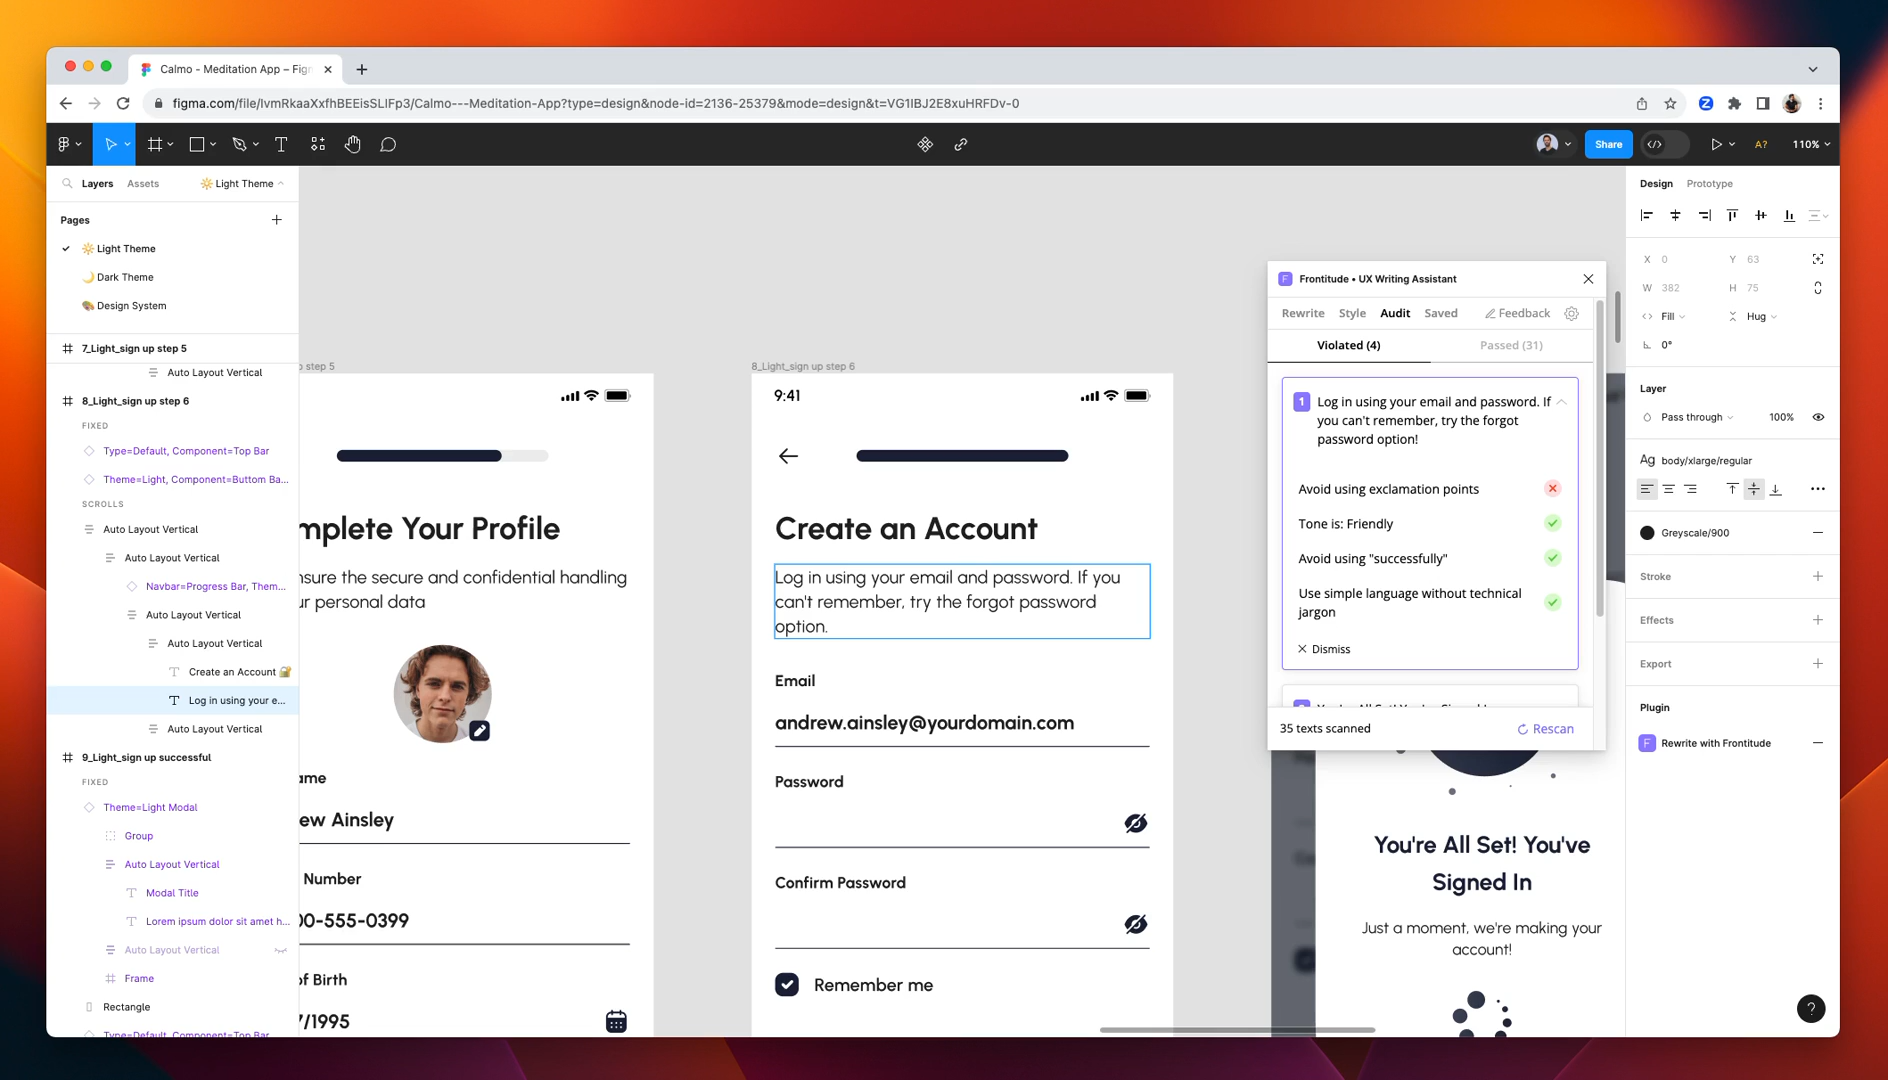 Calmo - Meditation App – Figr
figma.com/file/IvmRkaaXxfhBEEisSLIFp3/Calmo---Meditation-App?type=design&node-id=2136-25379&mode=design&t=VG1IBJ2E8xuHRFDv-0
Share
A?
110%
Layers
Assets
Light Theme
Pages
Light Theme
Dark Theme
Design System
7_Light_sign up step 5
Auto Layout Vertical
8_Light_sign up step 6
FIXED
Type=Default, Component=Top Bar
Theme=Light, Component=Buttom Ba...
SCROLLS
Auto Layout Vertical
Auto Layout Vertical
Navbar=Progress Bar, Them...
Auto Layout Vertical
Auto Layout Vertical
Create an Account
Log in using your e...
Auto Layout Vertical
9_Light_sign up successful
FIXED
Theme=Light Modal
Group
Auto Layout Vertical
Modal Title
Lorem ipsum dolor sit amet h...
Auto Layout Vertical
Frame
Rectangle
Type=Default, Component=Top Bar
p step 5
mplete Your Profile
nsure the secure and confidential handling
ur personal data
ame
ew Ainsley
Number
00-555-0399
of Birth
7/1995
8_Light_sign up step 6
9:41
Create an Account
Log in using your email and password. If you
can't remember, try the forgot password
option.
Email
andrew.ainsley@yourdomain.com
Password
Confirm Password
Remember me
Frontitude • UX Writing Assistant
Rewrite
Style
Audit
Saved
Feedback
Violated (4)
Passed (31)
1
Log in using your email and password. If
you can't remember, try the forgot
password option!
Avoid using exclamation points
Tone is: Friendly
Avoid using "successfully"
Use simple language without technical
jargon
Dismiss
35 texts scanned
Rescan
You're All Set! You've
Signed In
Just a moment, we're making your
account!
Design
Prototype
X 0
Y 63
W 382
H 75
Fill
Hug
0°
Layer
Pass through
100%
Ag body/xlarge/regular
Greyscale/900
Stroke
Effects
Export
Plugin
F Rewrite with Frontitude
?